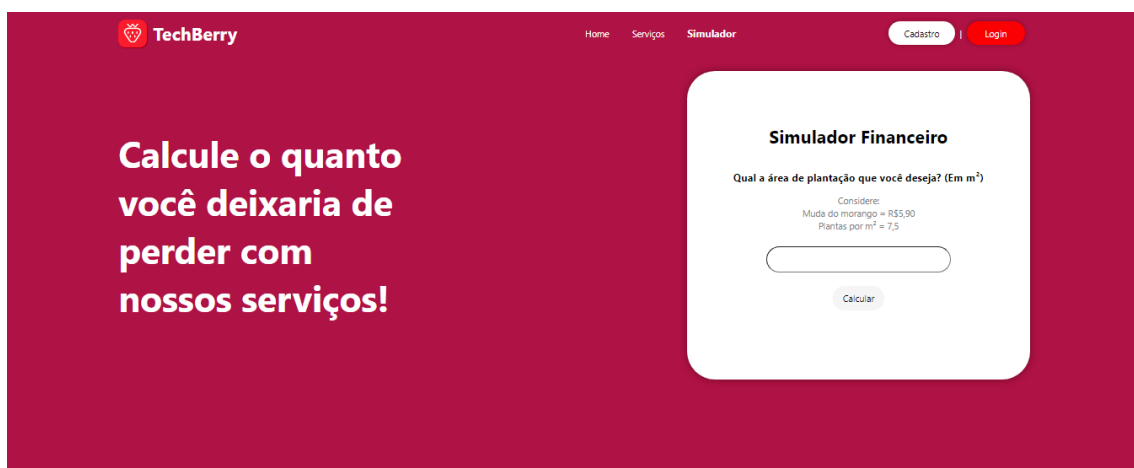 TechBerry
Home Serviços Simulador
Cadastro | Login
Calcule o quanto
você deixaria de
perder com
nossos serviços!
Simulador Financeiro
Qual a área de plantação que você deseja? (Em m²)
Considere:
Muda do morango = R$5,90
Plantas por m² = 7,5
Calcular